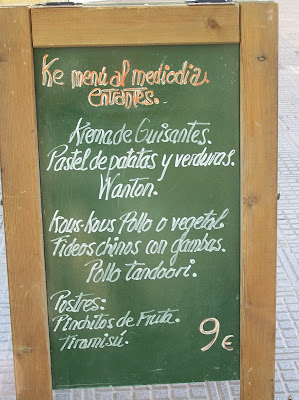 Ke menú al mediodia
entrantes.
Krema de Guisantes.
Pastel de patatas y verduras.
Wanton.
Kous-kous Pollo o vegetal
Fideos chinos con gambas.
Pollo tandoori.
Postres:
Pinchitos de Fruta.
Tiramisú.
9€